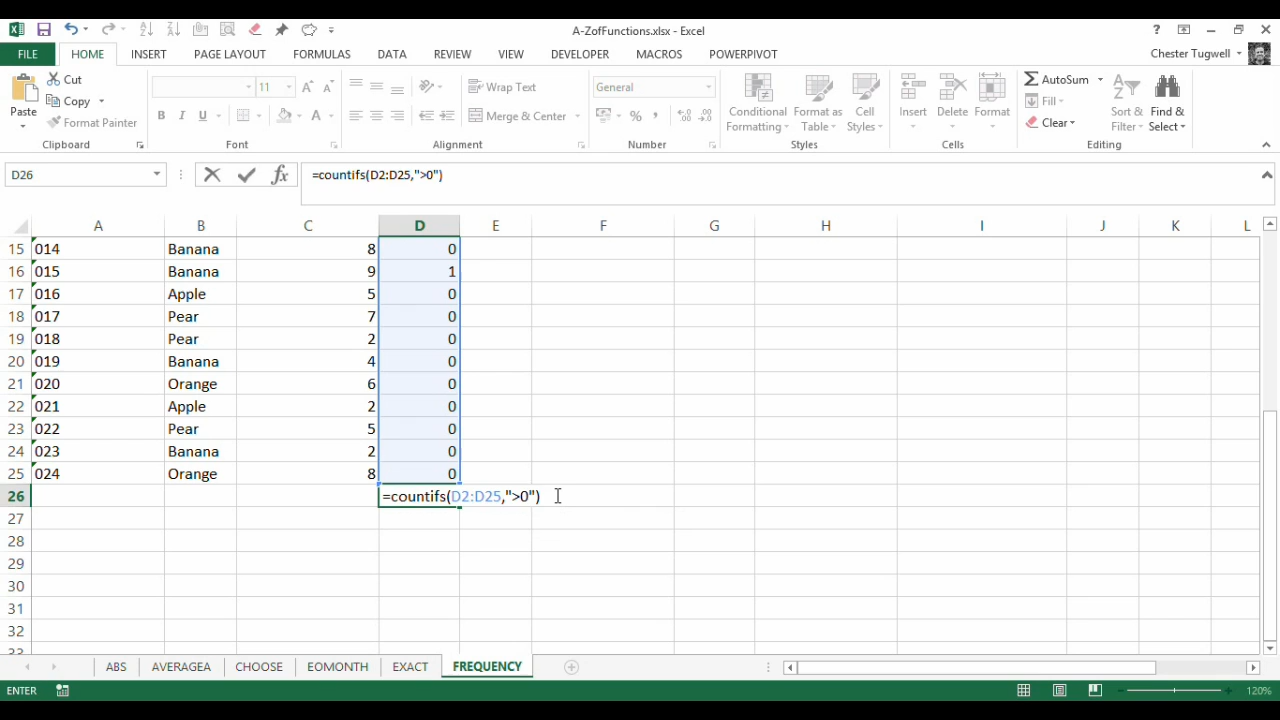 A-ZofFunctions.xlsx - Excel
?
FILE HOME INSERT PAGE LAYOUT FORMULAS DATA REVIEW VIEW DEVELOPER MACROS POWERPIVOT Chester Tugwell
Paste
Cut
Copy
Format Painter
Clipboard
11
B I U A
Font
Wrap Text
Merge & Center
Alignment
General
%
Number
Conditional Formatting
Format as Table
Cell Styles
Styles
Insert
Delete
Format
Cells
AutoSum
Fill
Clear
Sort & Filter
Find & Select
Editing
D26 fx =countifs(D2:D25,">0")
A B C D E F G H I J K L
15 014 Banana 8 0
16 015 Banana 9 1
17 016 Apple 5 0
18 017 Pear 7 0
19 018 Pear 2 0
20 019 Banana 4 0
21 020 Orange 6 0
22 021 Apple 2 0
23 022 Pear 5 0
24 023 Banana 2 0
25 024 Orange 8 0
26 =countifs(D2:D25,">0")
27
28
29
30
31
32
33
ABS AVERAGEA CHOOSE EOMONTH EXACT FREQUENCY
ENTER 120%